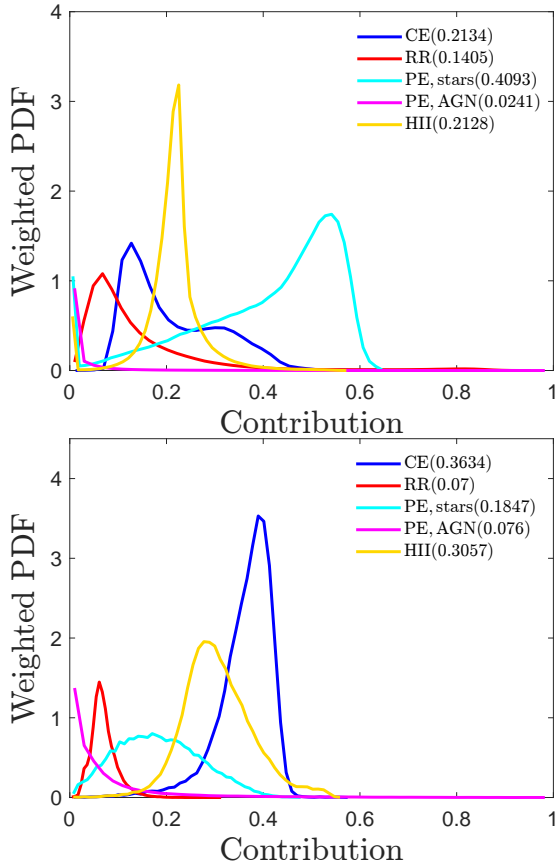 4
3
2
1
0
0
0.2
0.4
0.6
0.8
1
Weighted PDF
Contribution
CE(0.2134)
RR(0.1405)
PE, stars(0.4093)
PE, AGN(0.0241)
HII(0.2128)
4
3
2
1
0
0
0.2
0.4
0.6
0.8
1
Weighted PDF
Contribution
CE(0.3634)
RR(0.07)
PE, stars(0.1847)
PE, AGN(0.076)
HII(0.3057)